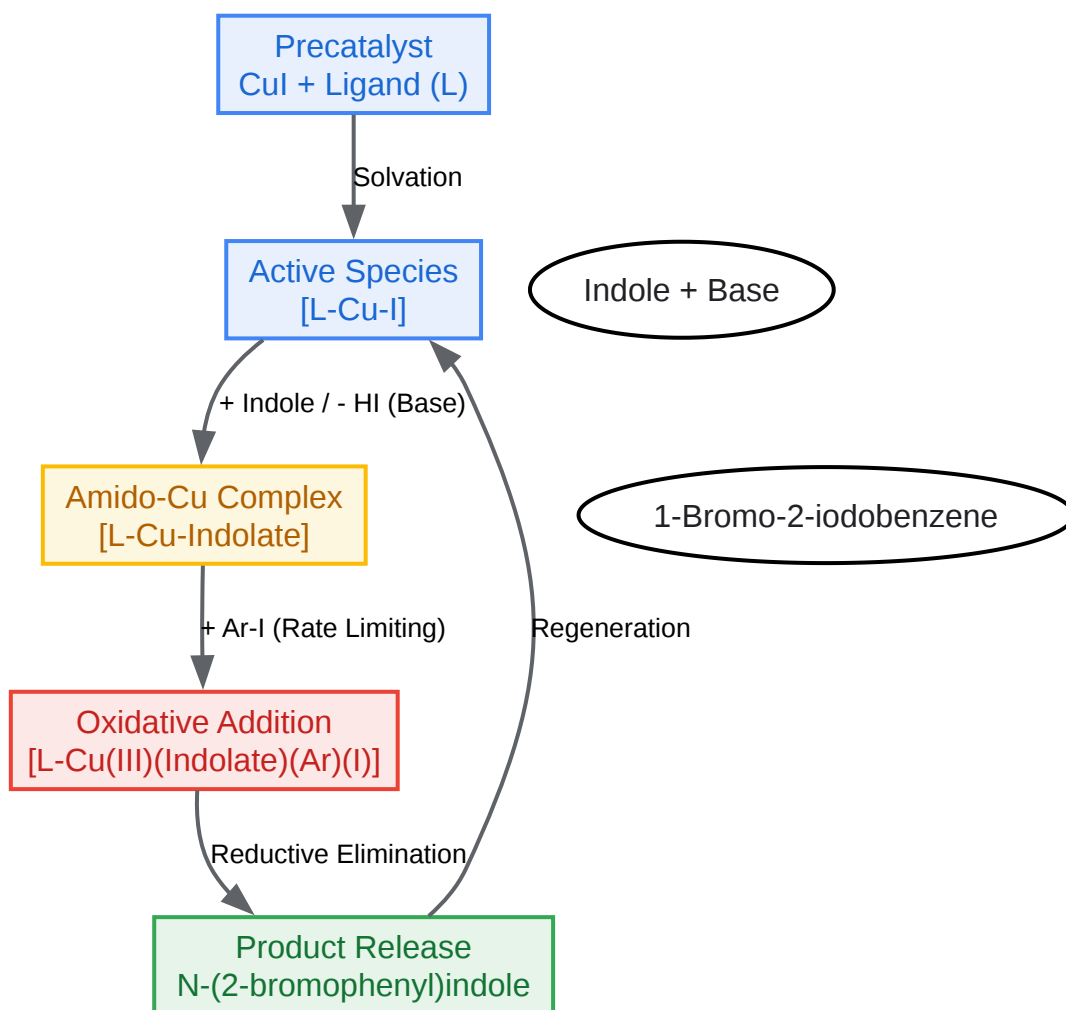 Precatalyst
CuI + Ligand (L)
Solvation
Active Species
[L-Cu-I]
Indole + Base
+ Indole / - HI (Base)
Amido-Cu Complex
[L-Cu-Indolate]
1-Bromo-2-iodobenzene
+ Ar-I (Rate Limiting)
Regeneration
Oxidative Addition
[L-Cu(III)(Indolate)(Ar)(I)]
Reductive Elimination
Product Release
N-(2-bromophenyl)indole